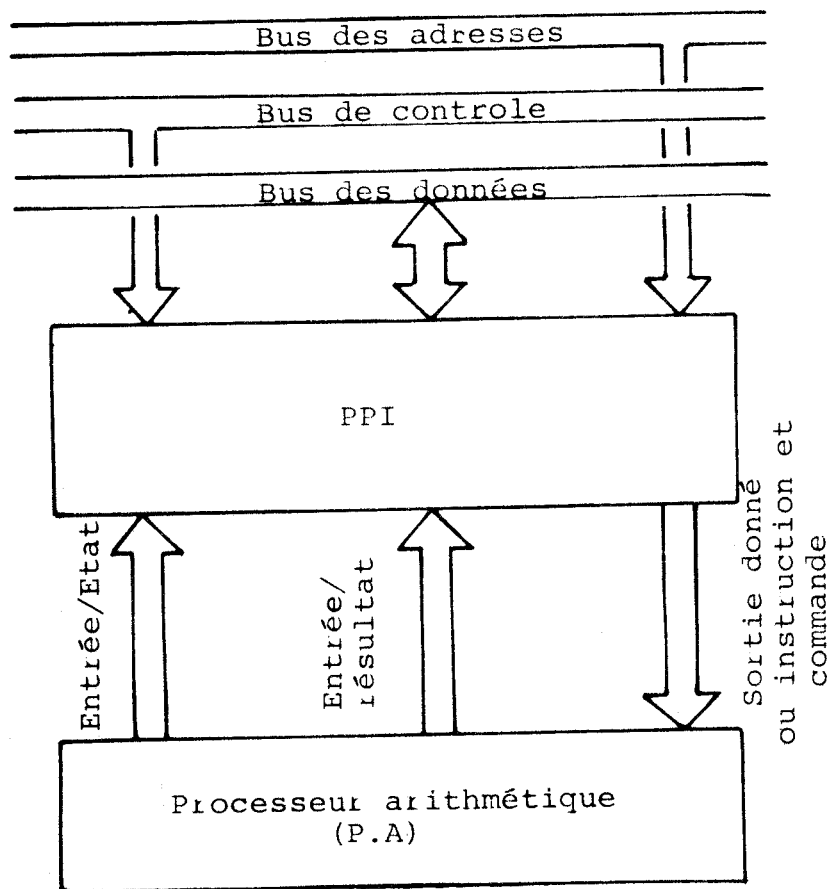 Bus des adresses
Bus de controle
Bus des données
PPI
Entrée/Etat
Entrée/
résultat
Sortie donné
ou instruction et
commande
Processeur arithmétique
(P.A)